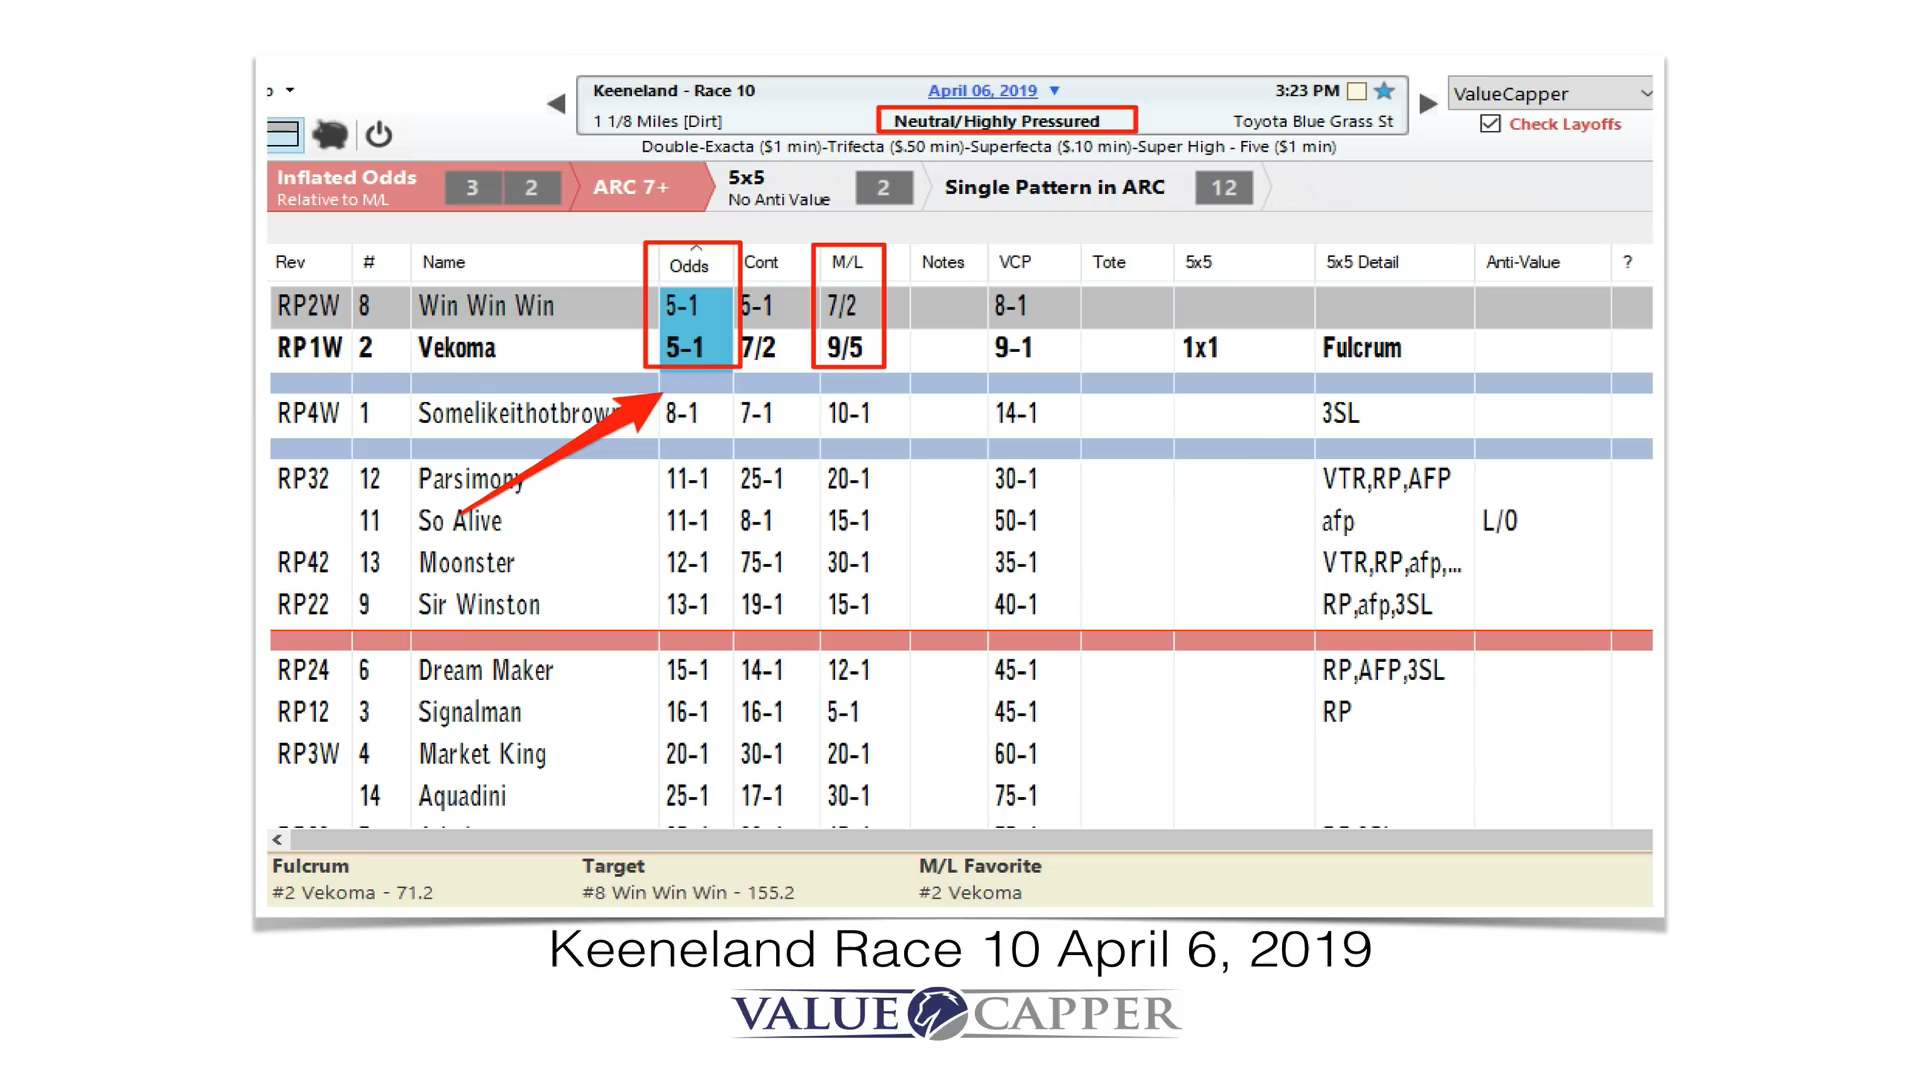 Keeneland - Race 10 April 06, 2019 ▼ 3:23 PM
ValueCapper
1 1/8 Miles [Dirt] Neutral/Highly Pressured Toyota Blue Grass St
Check Layoffs
Double-Exacta ($1 min)-Trifecta ($.50 min)-Superfecta ($.10 min)-Super High - Five ($1 min)
Inflated Odds
Relative to M/L
3 2
ARC 7+
5x5
No Anti Value
2
Single Pattern in ARC 12
Rev # Name Odds Cont M/L Notes VCP Tote 5x5 5x5 Detail Anti-Value ?
RP2W 8 Win Win Win 5-1 5-1 7/2 8-1
RP1W 2 Vekoma 5-1 7/2 9/5 9-1 1x1 Fulcrum
RP4W 1 Somelikeithotbrown 8-1 7-1 10-1 14-1 3SL
RP32 12 Parsimony 11-1 25-1 20-1 30-1 VTR,RP,AFP
11 So Alive 11-1 8-1 15-1 50-1 afp L/0
RP42 13 Moonster 12-1 75-1 30-1 35-1 VTR,RP,afp,...
RP22 9 Sir Winston 13-1 19-1 15-1 40-1 RP,afp,3SL
RP24 6 Dream Maker 15-1 14-1 12-1 45-1 RP,AFP,3SL
RP12 3 Signalman 16-1 16-1 5-1 45-1 RP
RP3W 4 Market King 20-1 30-1 20-1 60-1
14 Aquadini 25-1 17-1 30-1 75-1
Fulcrum Target M/L Favorite
#2 Vekoma - 71.2 #8 Win Win Win - 155.2 #2 Vekoma
Keeneland Race 10 April 6, 2019
VALUE CAPPER